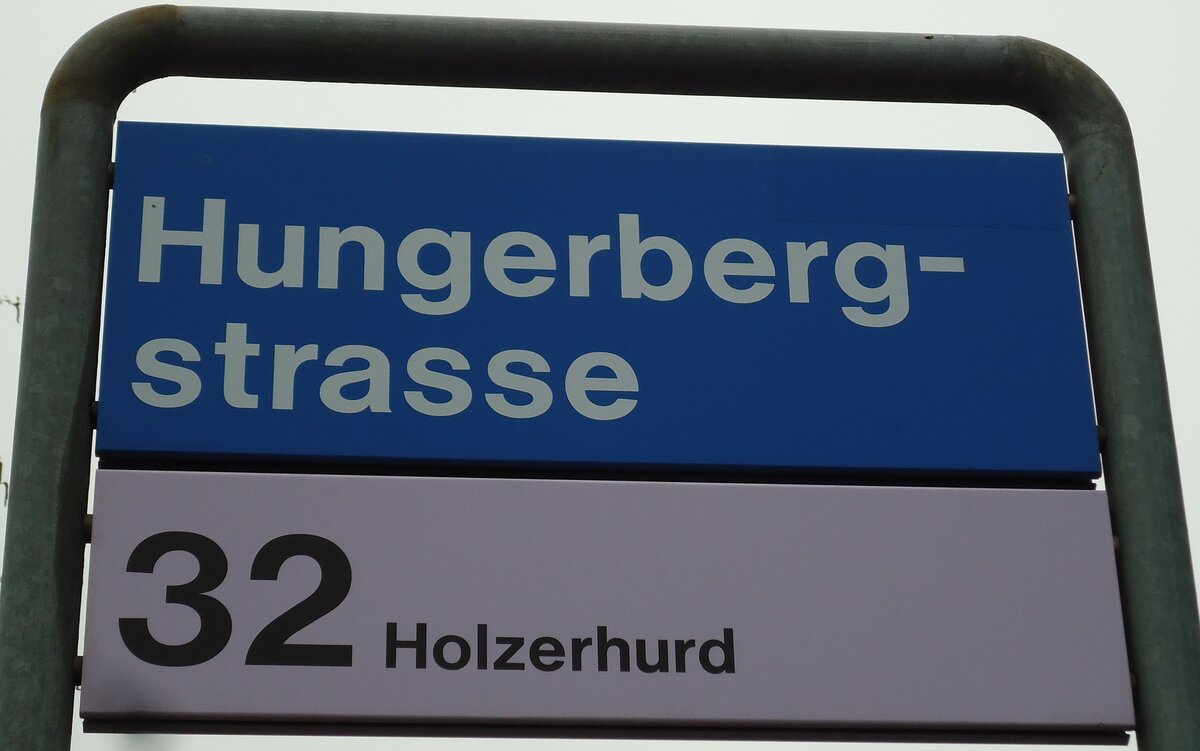 Hungerberg-
strasse
32 Holzerhurd